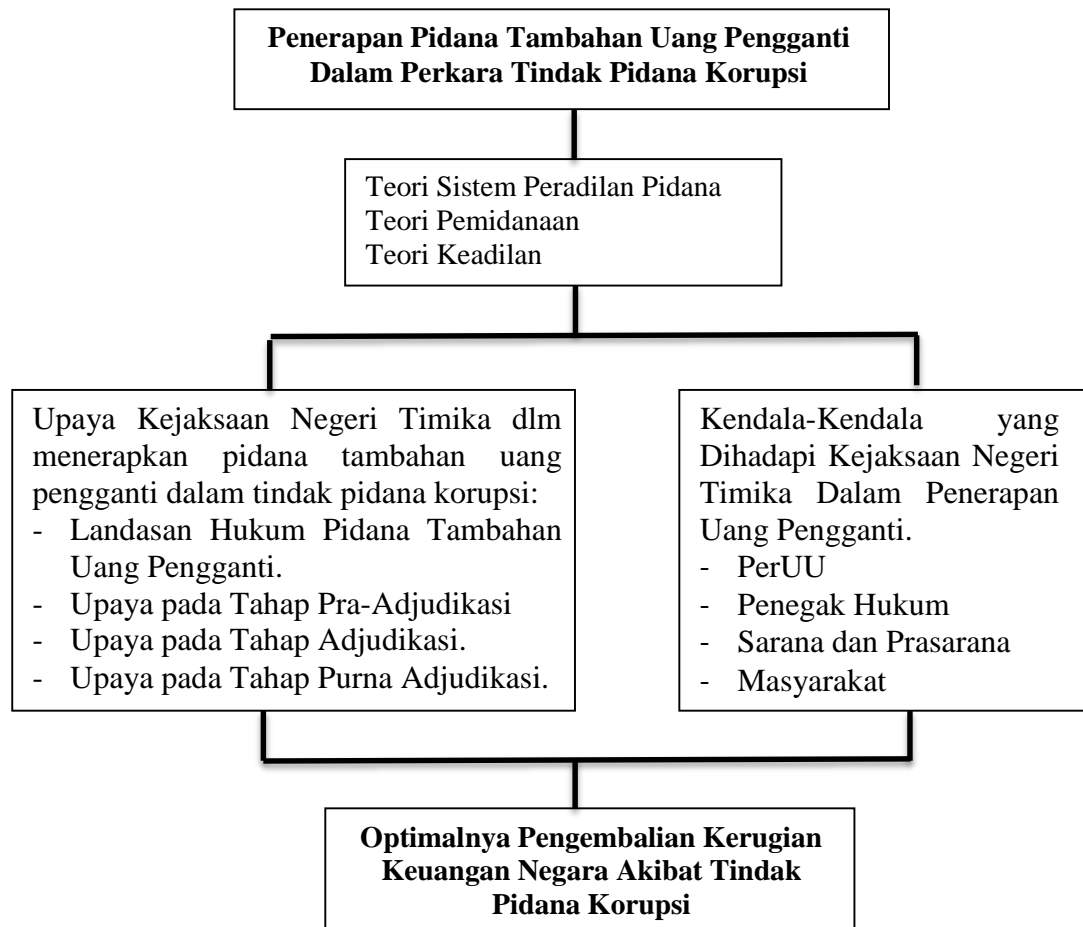 Penerapan Pidana Tambahan Uang Pengganti
Dalam Perkara Tindak Pidana Korupsi
Teori Sistem Peradilan Pidana
Teori Pemidanaan
Teori Keadilan
Upaya Kejaksaan Negeri Timika dlm
menerapkan pidana tambahan uang
pengganti dalam tindak pidana korupsi:
- Landasan Hukum Pidana Tambahan
Uang Pengganti.
- Upaya pada Tahap Pra-Adjudikasi
- Upaya pada Tahap Adjudikasi.
- Upaya pada Tahap Purna Adjudikasi.
Kendala-Kendala yang
Dihadapi Kejaksaan Negeri
Timika Dalam Penerapan
Uang Pengganti.
- PerUU
- Penegak Hukum
- Sarana dan Prasarana
- Masyarakat
Optimalnya Pengembalian Kerugian
Keuangan Negara Akibat Tindak
Pidana Korupsi